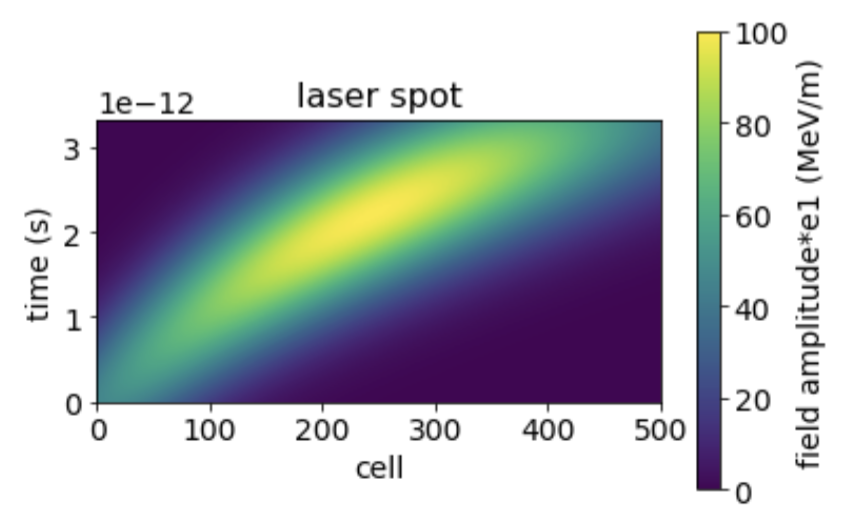 laser spot
1e−12
time (s)
3
2
1
0
0 100 200 300 400 500
cell
100
80
60
40
20
0
field amplitude*e1 (MeV/m)